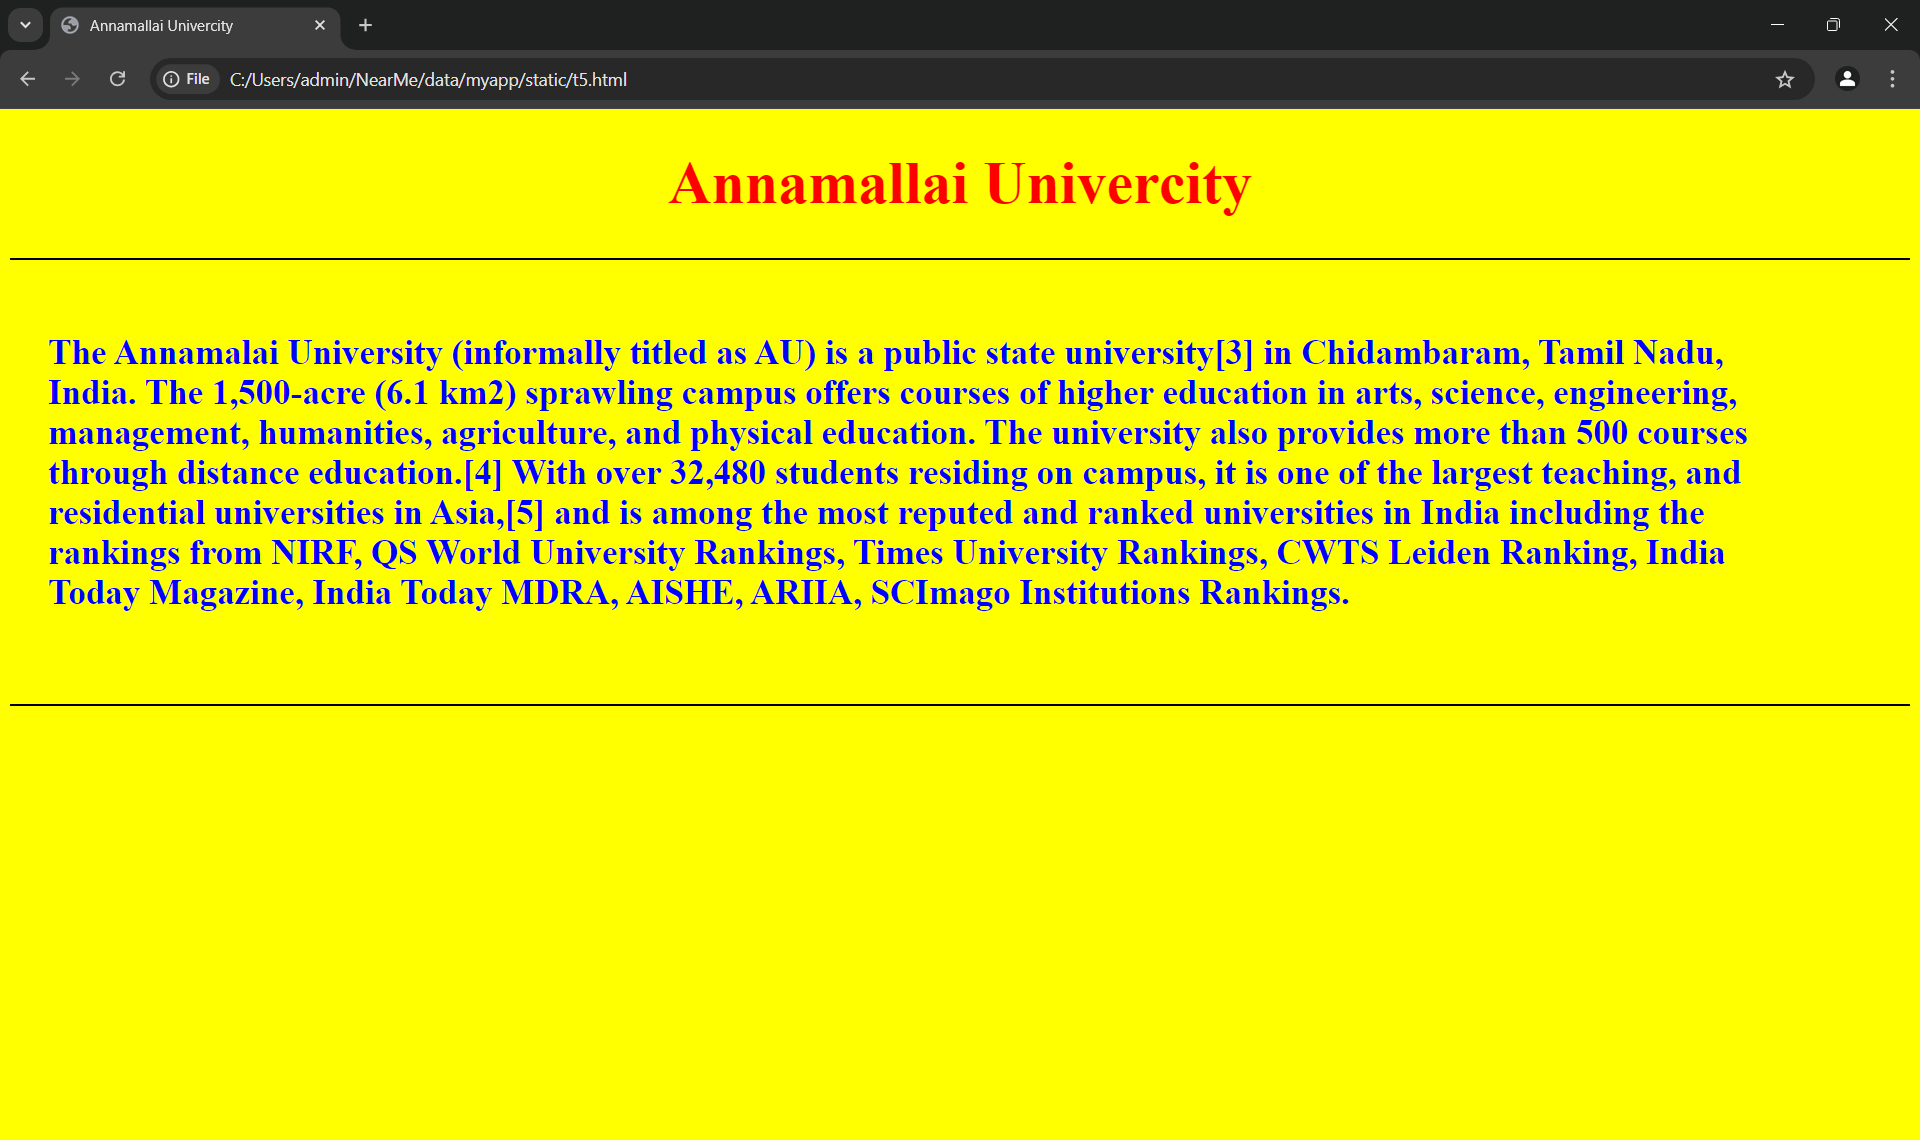 Annamallai Univercity
File C:/Users/admin/NearMe/data/myapp/static/t5.html
Annamallai Univercity
The Annamalai University (informally titled as AU) is a public state university[3] in Chidambaram, Tamil Nadu,
India. The 1,500-acre (6.1 km2) sprawling campus offers courses of higher education in arts, science, engineering,
management, humanities, agriculture, and physical education. The university also provides more than 500 courses
through distance education.[4] With over 32,480 students residing on campus, it is one of the largest teaching, and
residential universities in Asia,[5] and is among the most reputed and ranked universities in India including the
rankings from NIRF, QS World University Rankings, Times University Rankings, CWTS Leiden Ranking, India
Today Magazine, India Today MDRA, AISHE, ARIIA, SCImago Institutions Rankings.